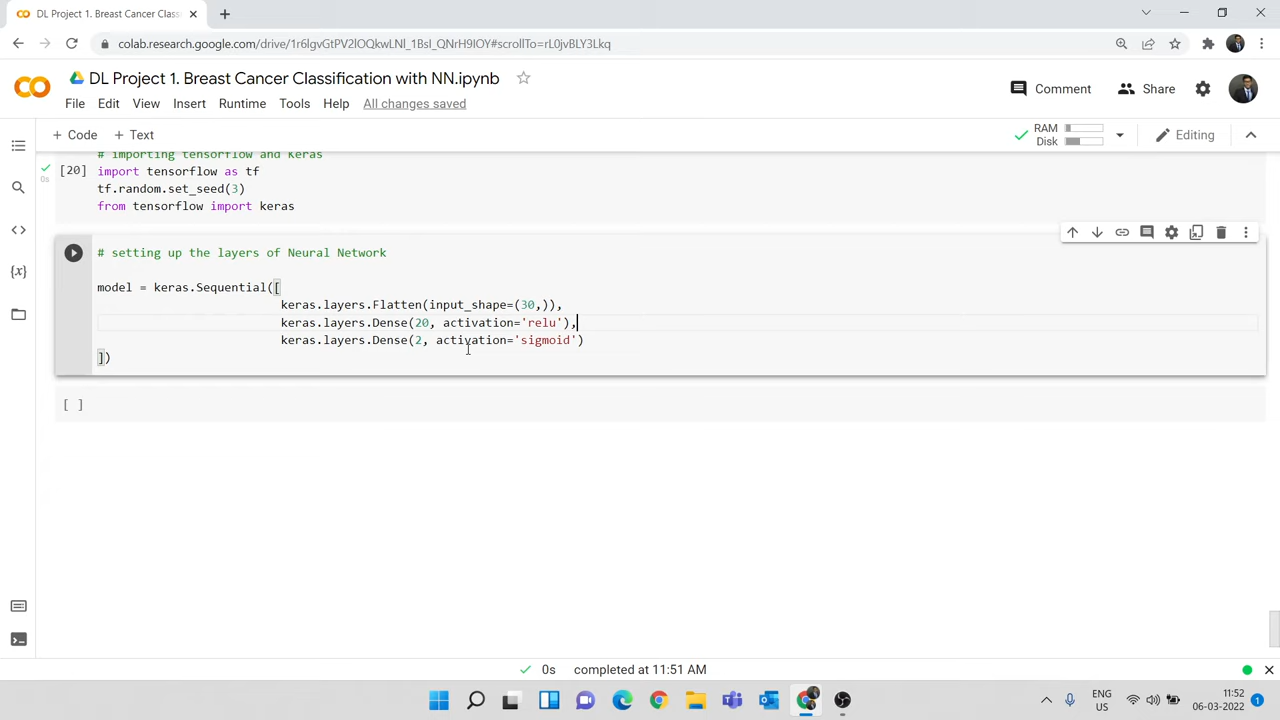 DL Project 1. Breast Cancer Class
colab.research.google.com/drive/1r6lgvGtPV2lOQkwLNl_1BsI_QNrH9IOY#scrollTo=rL0jvBLY3Lkq
DL Project 1. Breast Cancer Classification with NN.ipynb
Comment
Share
File Edit View Insert Runtime Tools Help All changes saved
+ Code + Text
RAM
Disk
Editing
# importing tensorflow and Keras
[20] import tensorflow as tf
0s
tf.random.set_seed(3)
from tensorflow import keras
# setting up the layers of Neural Network
model = keras.Sequential([
keras.layers.Flatten(input_shape=(30,)),
keras.layers.Dense(20, activation='relu'),
keras.layers.Dense(2, activation='sigmoid')
])
[ ]
{x}
0s completed at 11:51 AM
ENG
US
11:52
06-03-2022
1